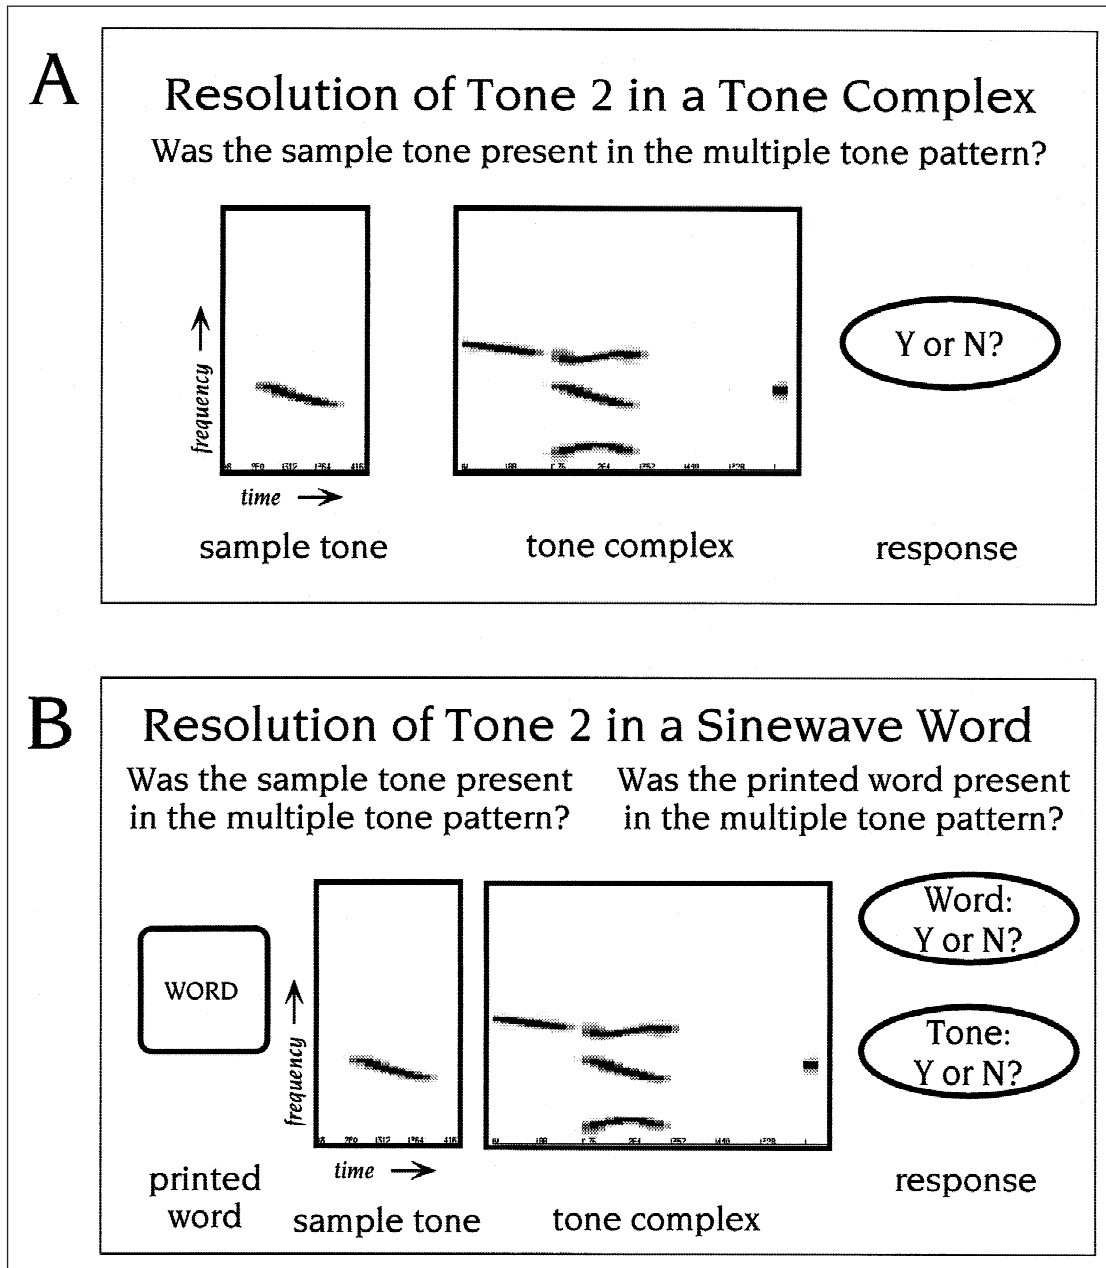 A
Resolution of Tone 2 in a Tone Complex
Was the sample tone present in the multiple tone pattern?
frequency
time
sample tone
tone complex
Y or N?
response
B
Resolution of Tone 2 in a Sinewave Word
Was the sample tone present
in the multiple tone pattern?
Was the printed word present
in the multiple tone pattern?
WORD
printed
word
frequency
time
sample tone
tone complex
Word:
Y or N?
Tone:
Y or N?
response